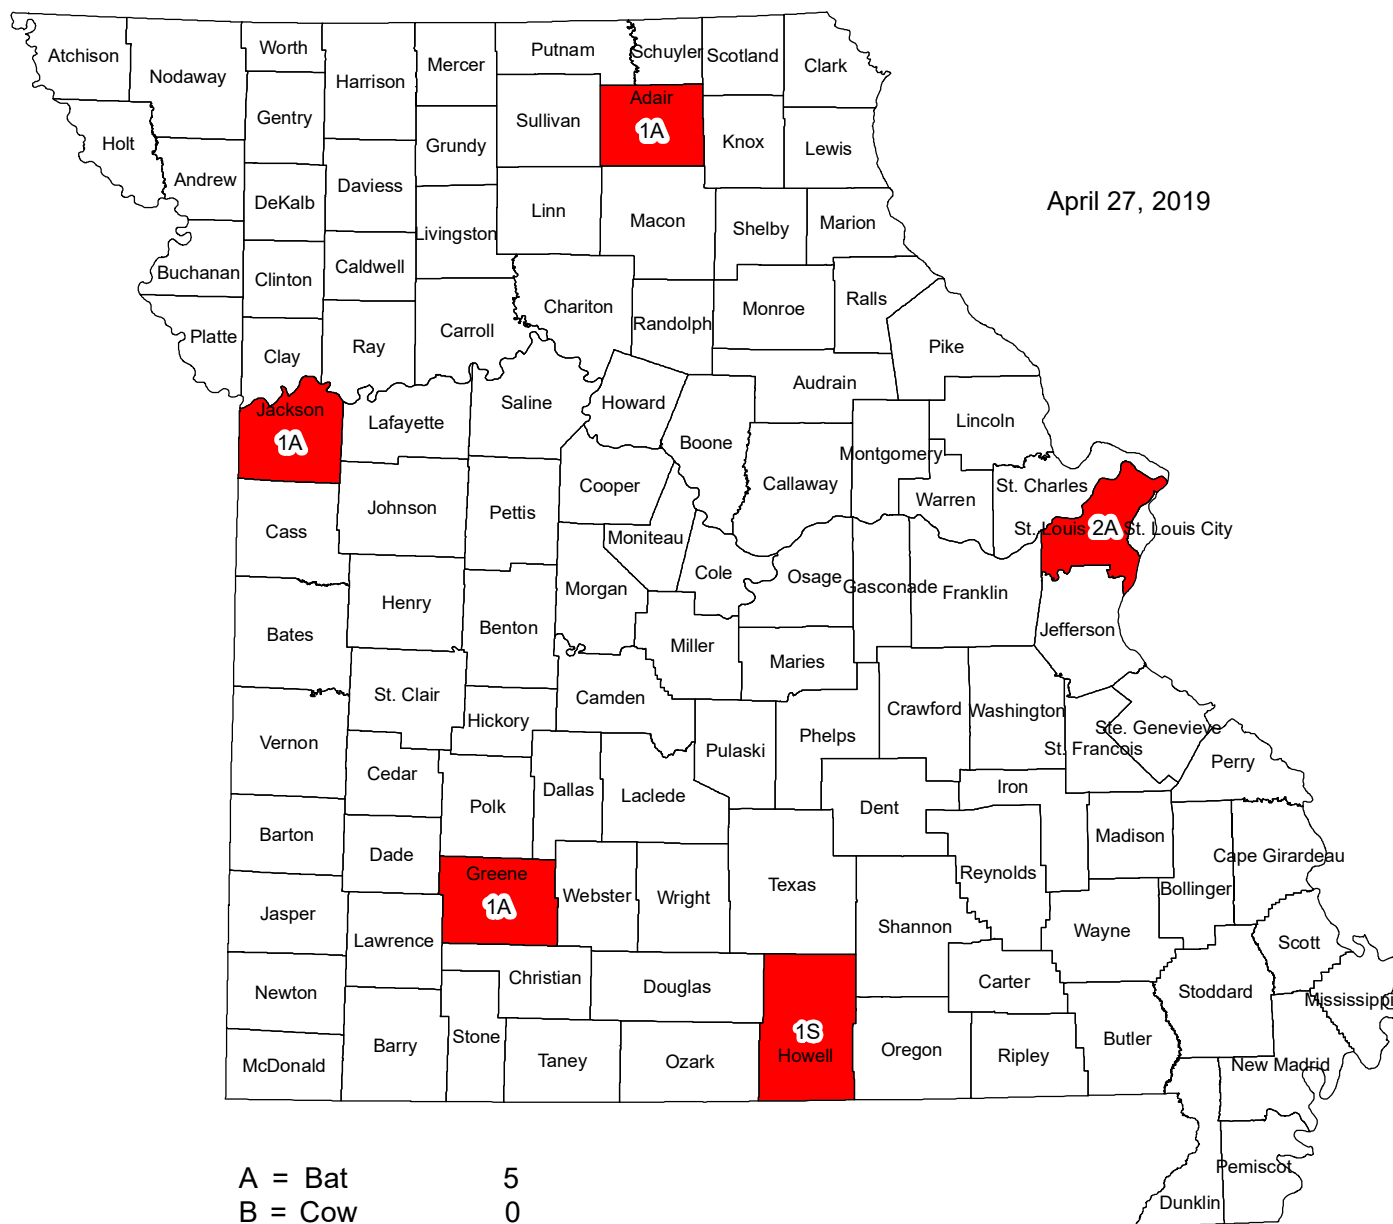 Atchison
Nodaway
Worth
Harrison
Mercer
Putnam
Schuyler
Scotland
Clark
Gentry
Sullivan
Adair
1A
Knox
Lewis
Holt
Andrew
DeKalb
Daviess
Grundy
Linn
Macon
Shelby
Marion
April 27, 2019
Livingston
Buchanan
Clinton
Caldwell
Chariton
Randolph
Monroe
Ralls
Platte
Clay
Ray
Carroll
Pike
Audrain
Jackson
1A
Lafayette
Saline
Howard
Boone
Lincoln
Montgomery
Callaway
Cooper
Warren
St. Charles
Johnson
Pettis
Cass
Moniteau
St. Louis 2A St. Louis City
Cole
Osage
Gasconade
Franklin
Morgan
Henry
Bates
Benton
Miller
Maries
Jefferson
St. Clair
Camden
Hickory
Crawford
Washington
Ste. Genevieve
St. Francois
Vernon
Pulaski
Phelps
Perry
Cedar
Polk
Dallas
Laclede
Dent
Iron
Barton
Madison
Dade
Cape Girardeau
Greene
1A
Webster
Wright
Texas
Reynolds
Bollinger
Jasper
Lawrence
Shannon
Wayne
Scott
Christian
Douglas
Carter
Stoddard
Mississippi
Newton
Barry
Stone
1S
Howell
Oregon
Ripley
Butler
McDonald
Taney
Ozark
New Madrid
Pemiscot
Dunklin
A = Bat 5
B = Cow 0